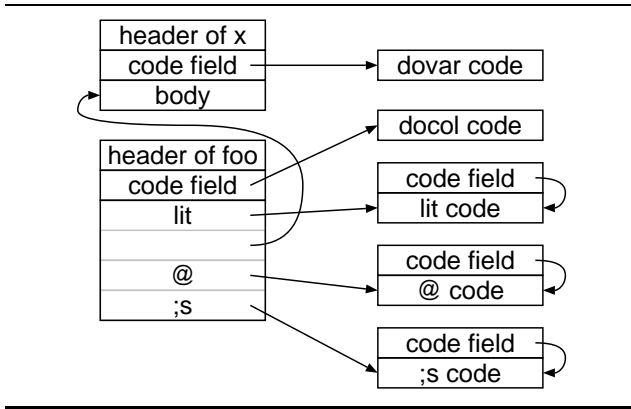 header of x
code field
body
dovar code
header of foo
code field
lit
@
;s
docol code
code field
lit code
code field
@ code
code field
;s code